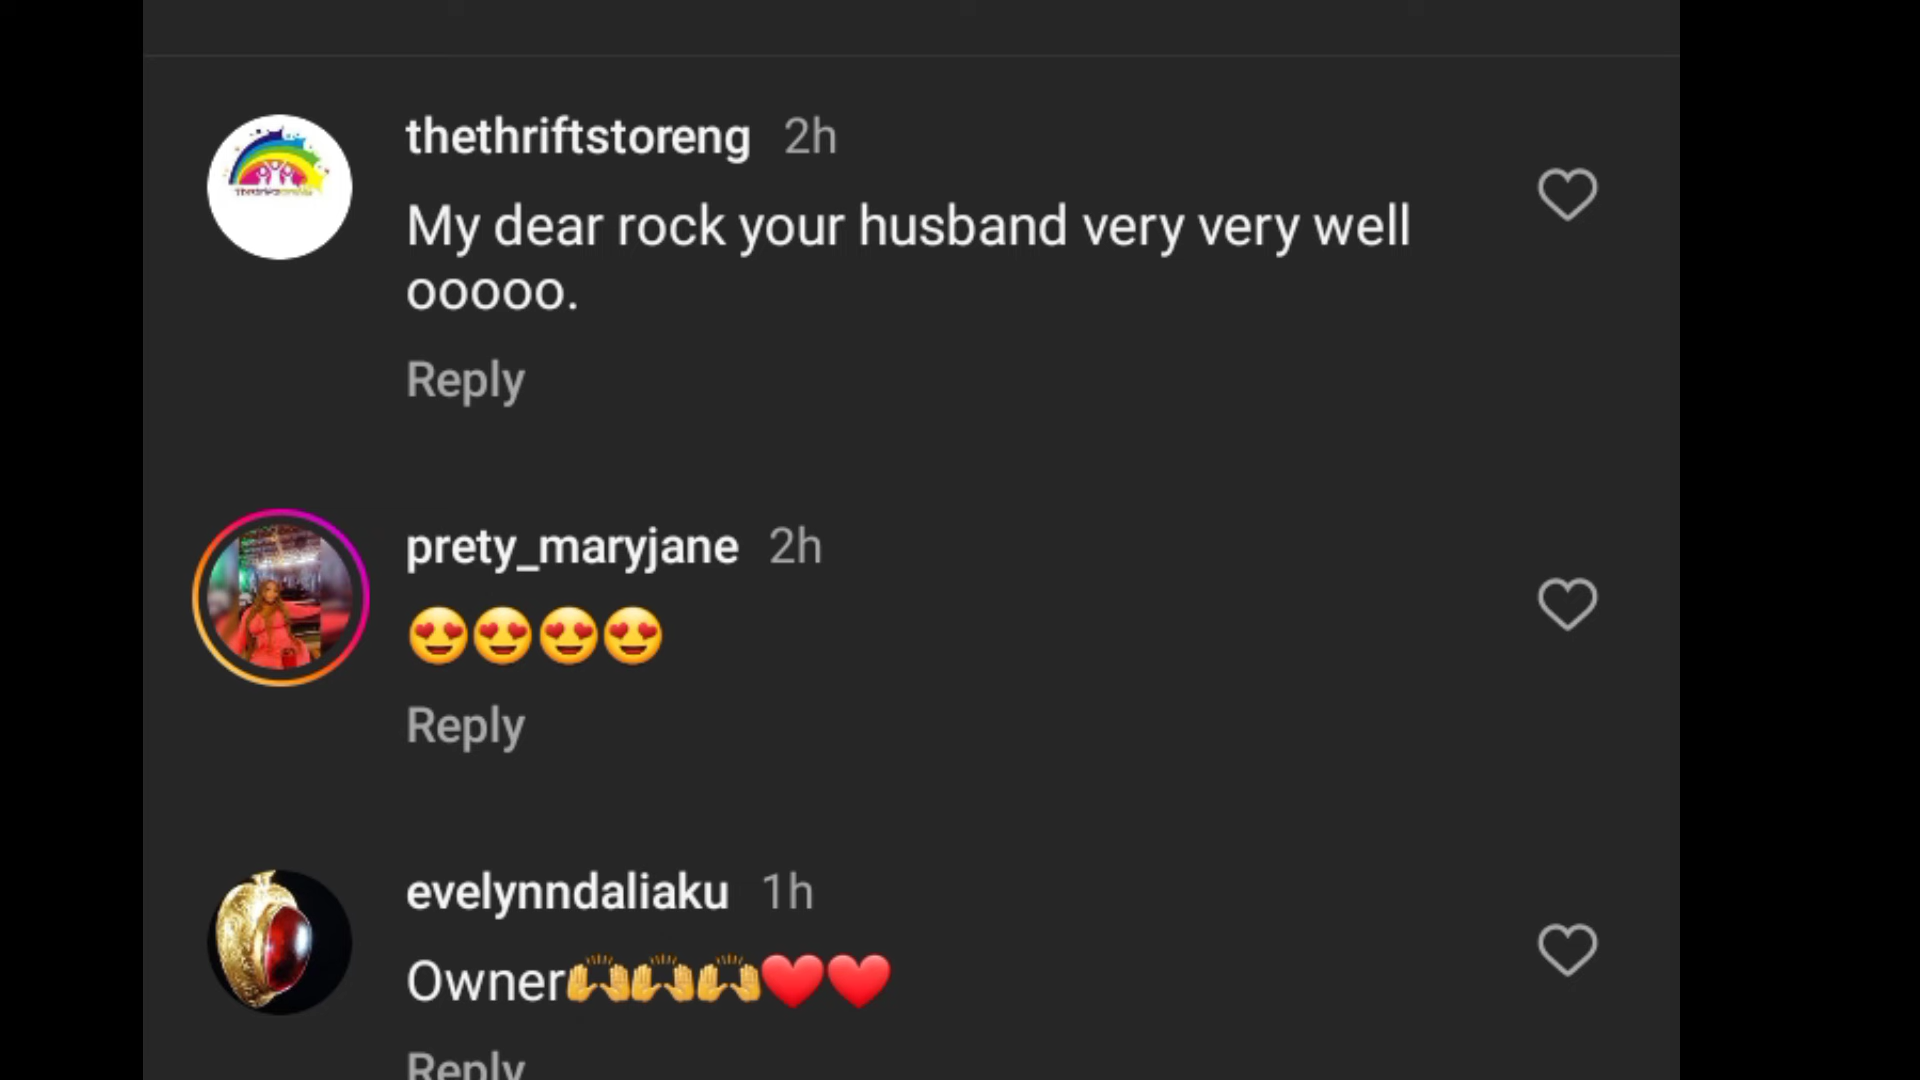 thethriftstoreng 2h
My dear rock your husband very very well
ooooo.
Reply
prety_maryjane 2h
😍😍😍😍
Reply
evelynndaliaku 1h
Owner🙌🙌🙌❤️❤️
Reply